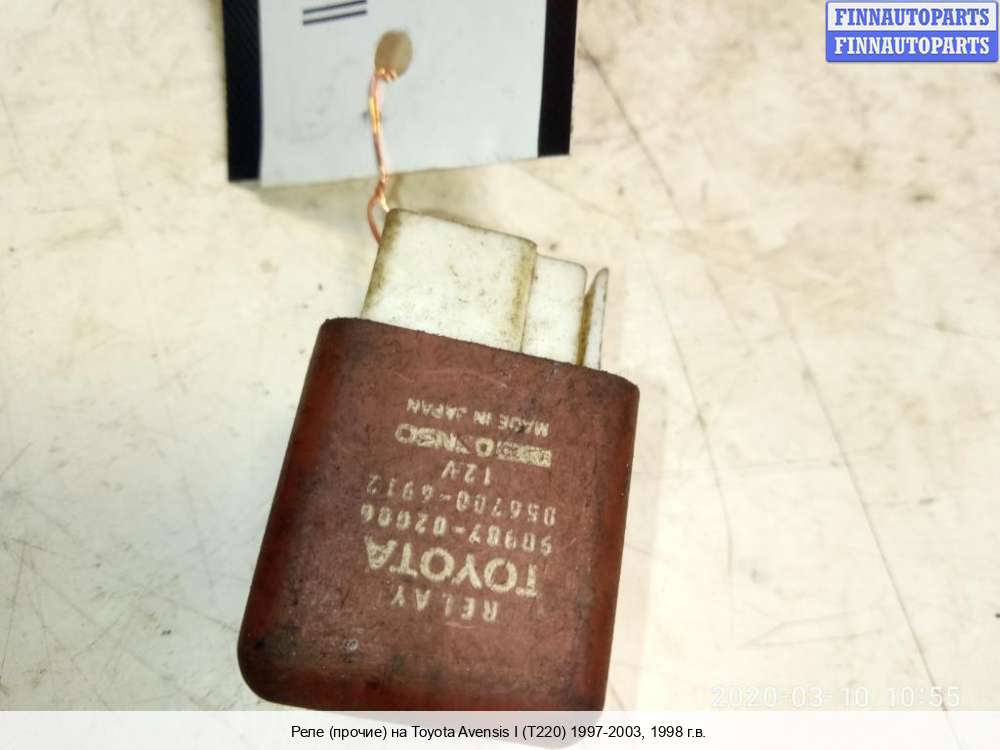 FINNAUTOPARTS
FINNAUTOPARTS
RELAY
TOYOTA
90987-02006
056700-6912
12V
DENSO
MADE IN JAPAN
2020-03-10 10:55
Реле (прочие) на Toyota Avensis I (T220) 1997-2003, 1998 г.в.